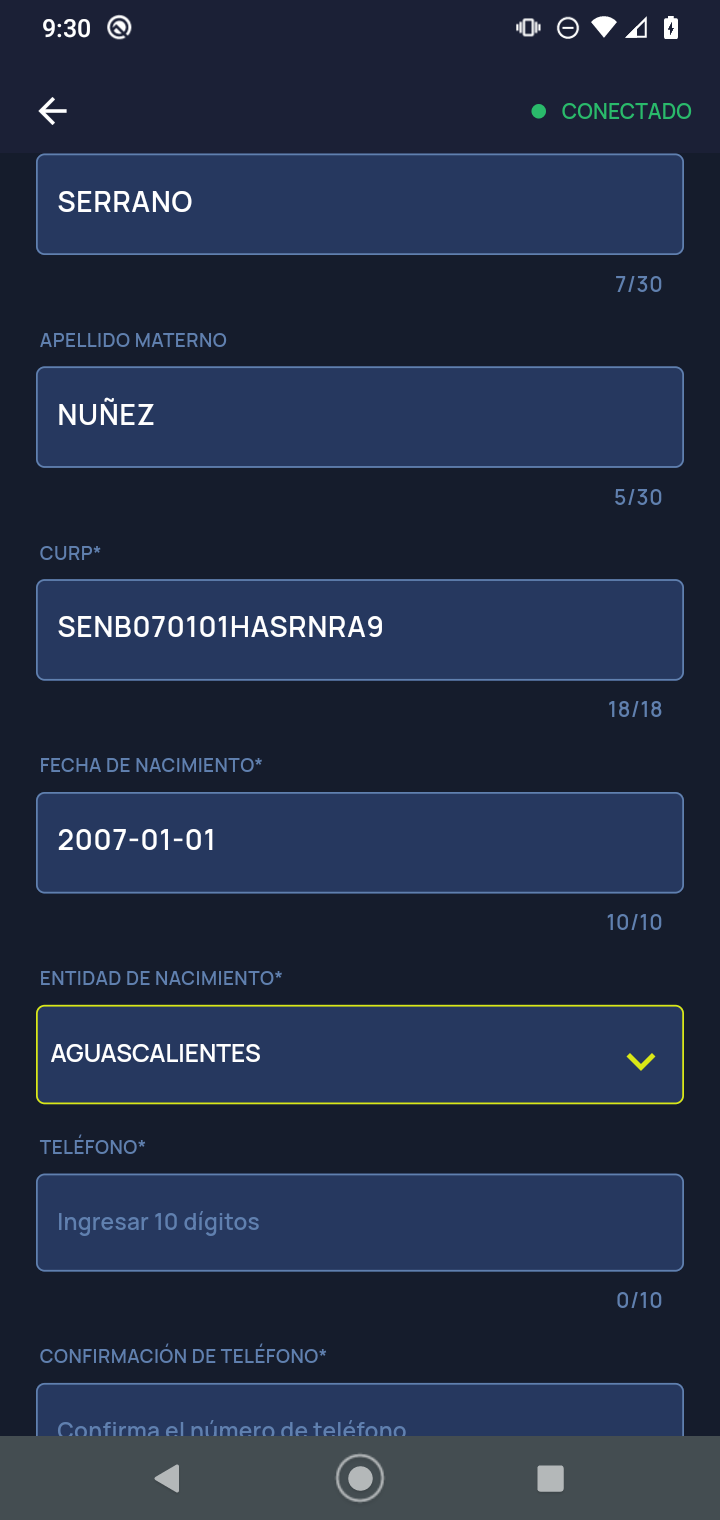 9:30
CONECTADO
SERRANO
7/30
APELLIDO MATERNO
NUÑEZ
5/30
CURP*
SENB070101HASRNRA9
18/18
FECHA DE NACIMIENTO*
2007-01-01
10/10
ENTIDAD DE NACIMIENTO*
AGUASCALIENTES
TELÉFONO*
Ingresar 10 dígitos
0/10
CONFIRMACIÓN DE TELÉFONO*
Confirma el número de teléfono